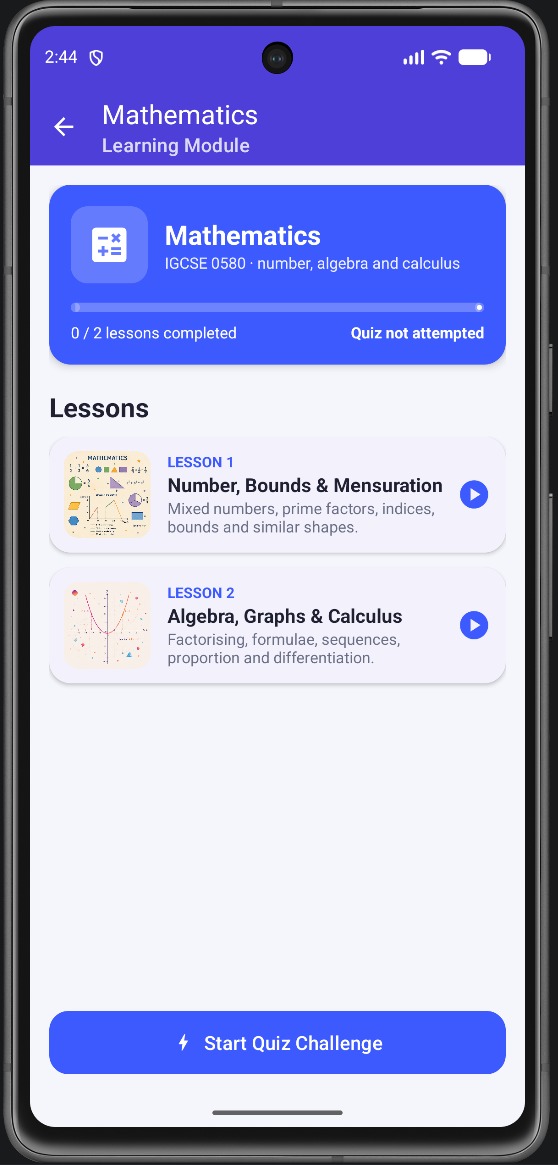 2:44
Mathematics
Learning Module
Mathematics
IGCSE 0580 · number, algebra and calculus
0 / 2 lessons completed
Quiz not attempted
Lessons
MATHEMATICS
LESSON 1
Number, Bounds & Mensuration
Mixed numbers, prime factors, indices,
bounds and similar shapes.
LESSON 2
Algebra, Graphs & Calculus
Factorising, formulae, sequences,
proportion and differentiation.
Start Quiz Challenge